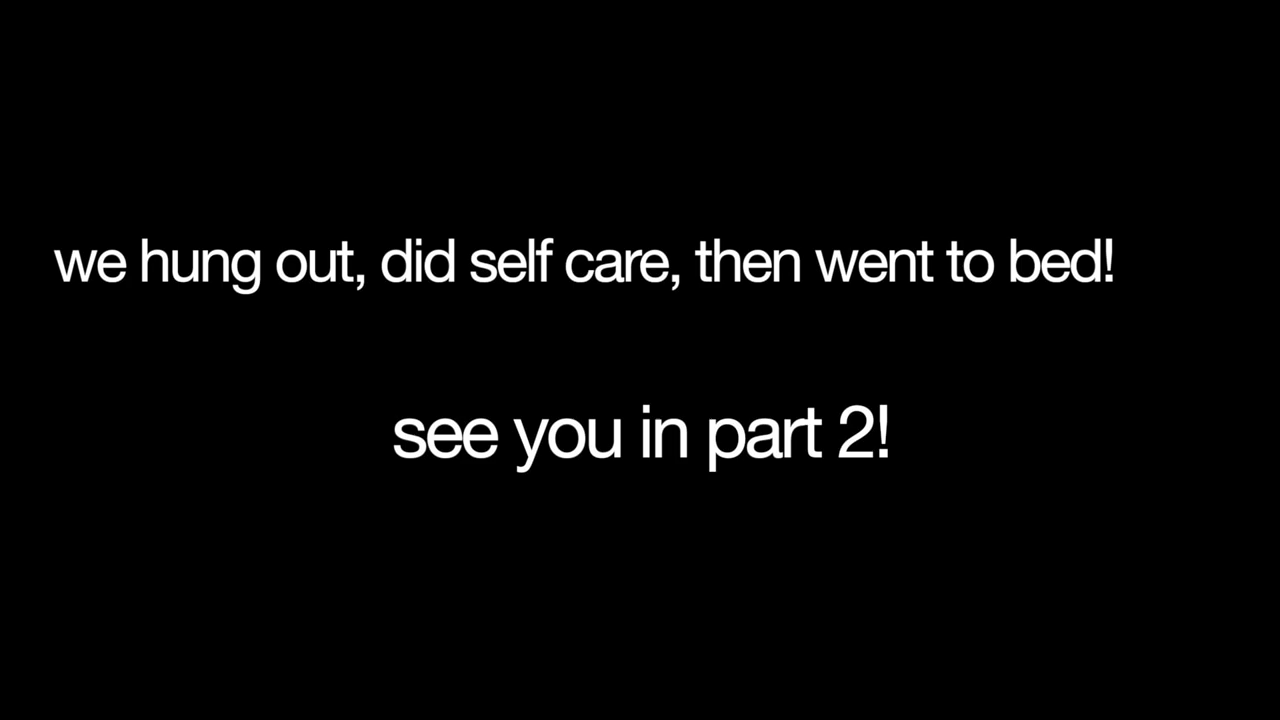 we hung out, did self care, then went to bed!
see you in part 2!